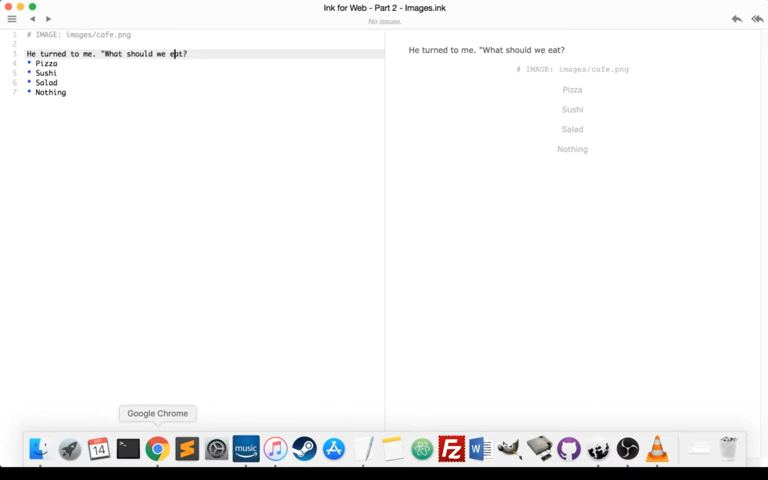 Ink for Web - Part 2 - Images.ink
No issues.
1 # IMAGE: images/cafe.png
2
3 He turned to me. "What should we eat?
4 * Pizza
5 * Sushi
6 * Salad
7 * Nothing
He turned to me. "What should we eat?
# IMAGE: images/cafe.png
Pizza
Sushi
Salad
Nothing
Google Chrome
14
music
Fz
W